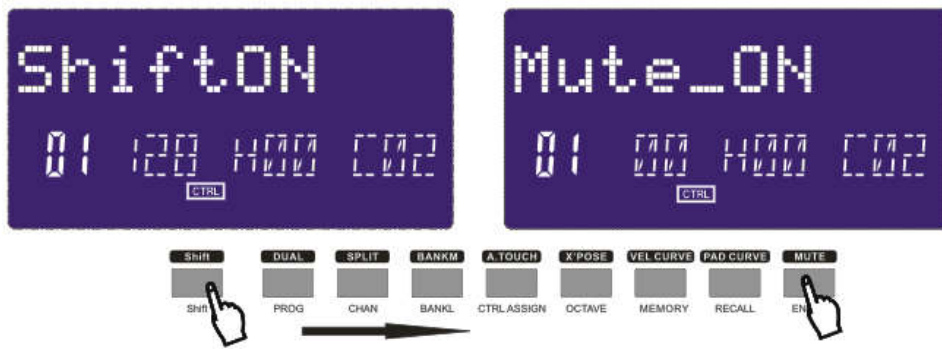 ShiftON
01 128 H00 C02
CTRL
Mute_ON
01 00 H00 C02
CTRL
Shift DUAL SPLIT BANKM A.TOUCH X'POSE VEL CURVE PAD CURVE MUTE
Shift PROG CHAN BANKL CTRL ASSIGN OCTAVE MEMORY RECALL